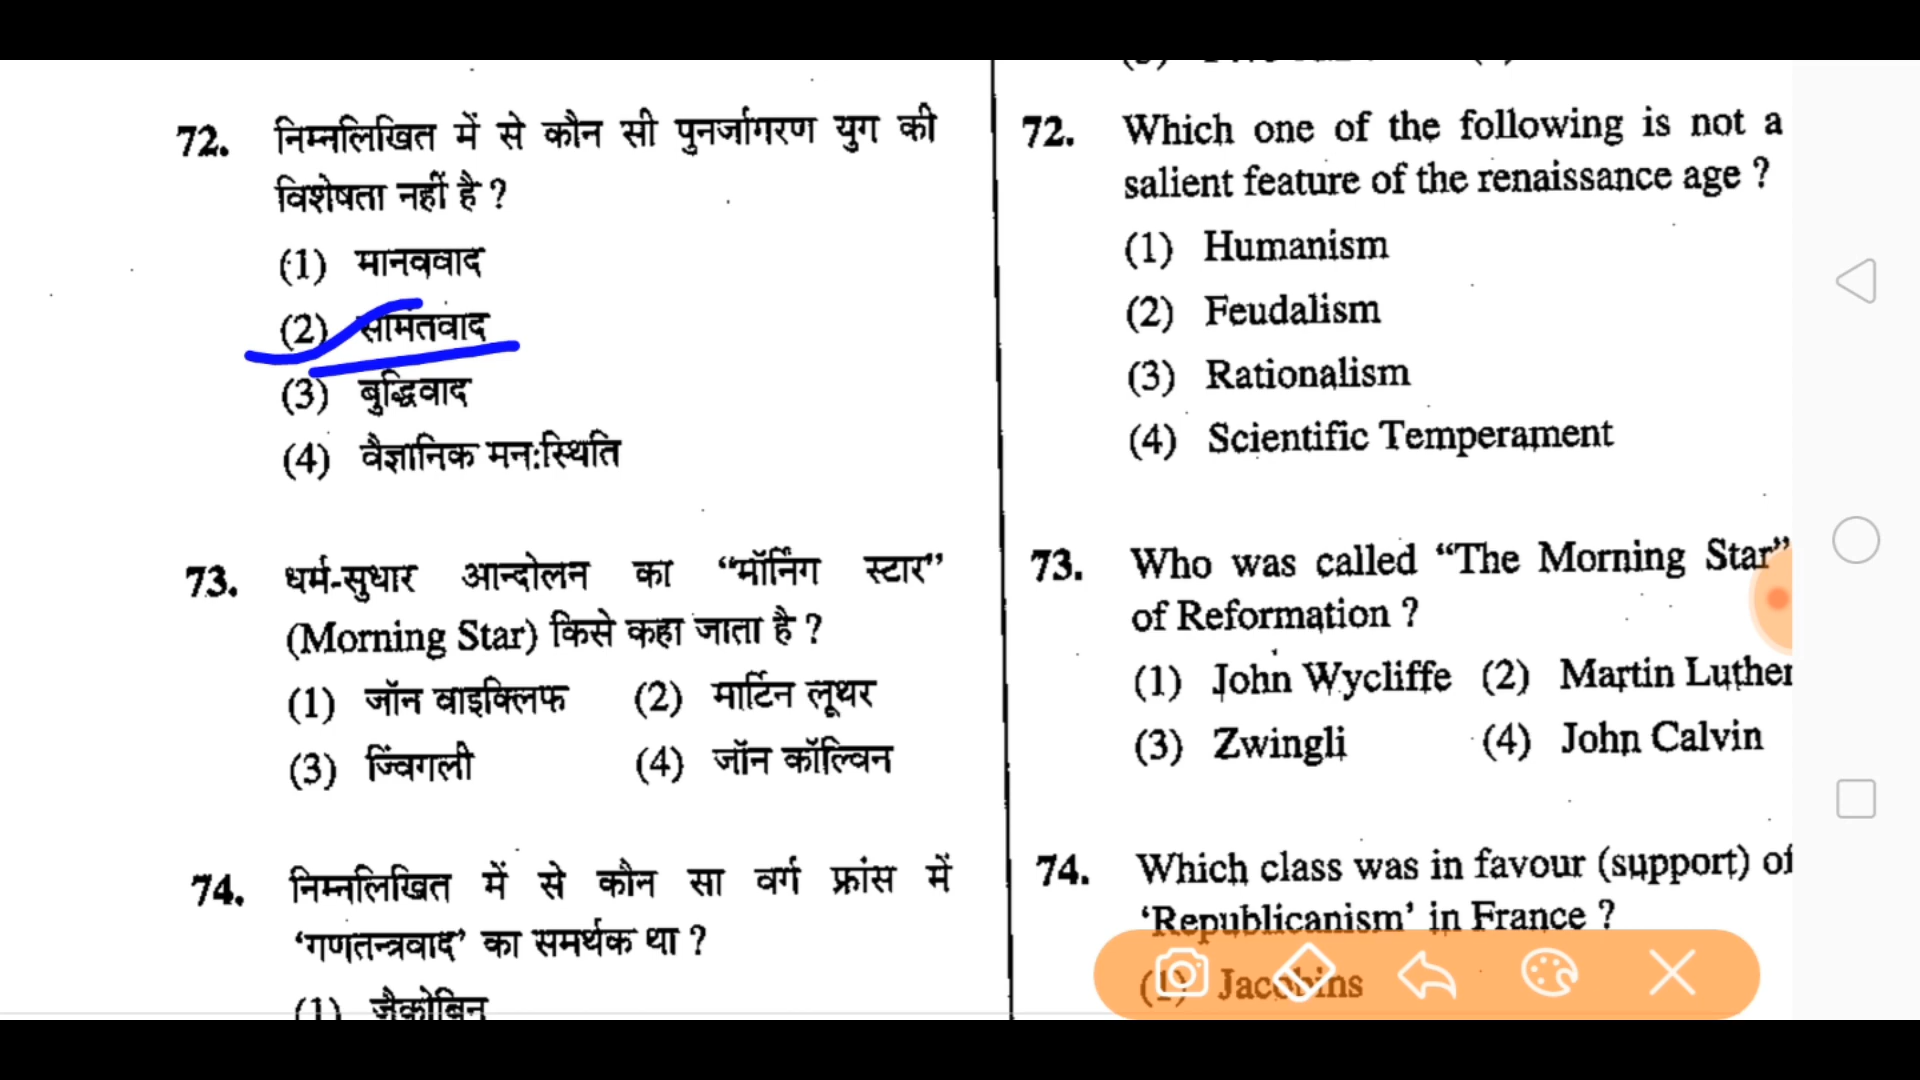 72. निम्नलिखित में से कौन सी पुनर्जागरण युग की
विशेषता नहीं है ?
(1) मानववाद
(2) सामंतवाद
(3) बुद्धिवाद
(4) वैज्ञानिक मन:स्थिति
73. धर्म-सुधार आन्दोलन का “मॉर्निंग स्टार”
(Morning Star) किसे कहा जाता है ?
(1) जॉन वाइक्लिफ (2) मार्टिन लूथर
(3) ज्विंगली (4) जॉन कॉल्विन
74. निम्नलिखित में से कौन सा वर्ग फ्रांस में
‘गणतन्त्रवाद’ का समर्थक था ?
(1) जैकोबिन
72. Which one of the following is not a
salient feature of the renaissance age ?
(1) Humanism
(2) Feudalism
(3) Rationalism
(4) Scientific Temperament
73. Who was called “The Morning Star”
of Reformation ?
(1) John Wycliffe (2) Martin Luther
(3) Zwingli (4) John Calvin
74. Which class was in favour (support) of
‘Republicanism’ in France ?
(1) Jacobins